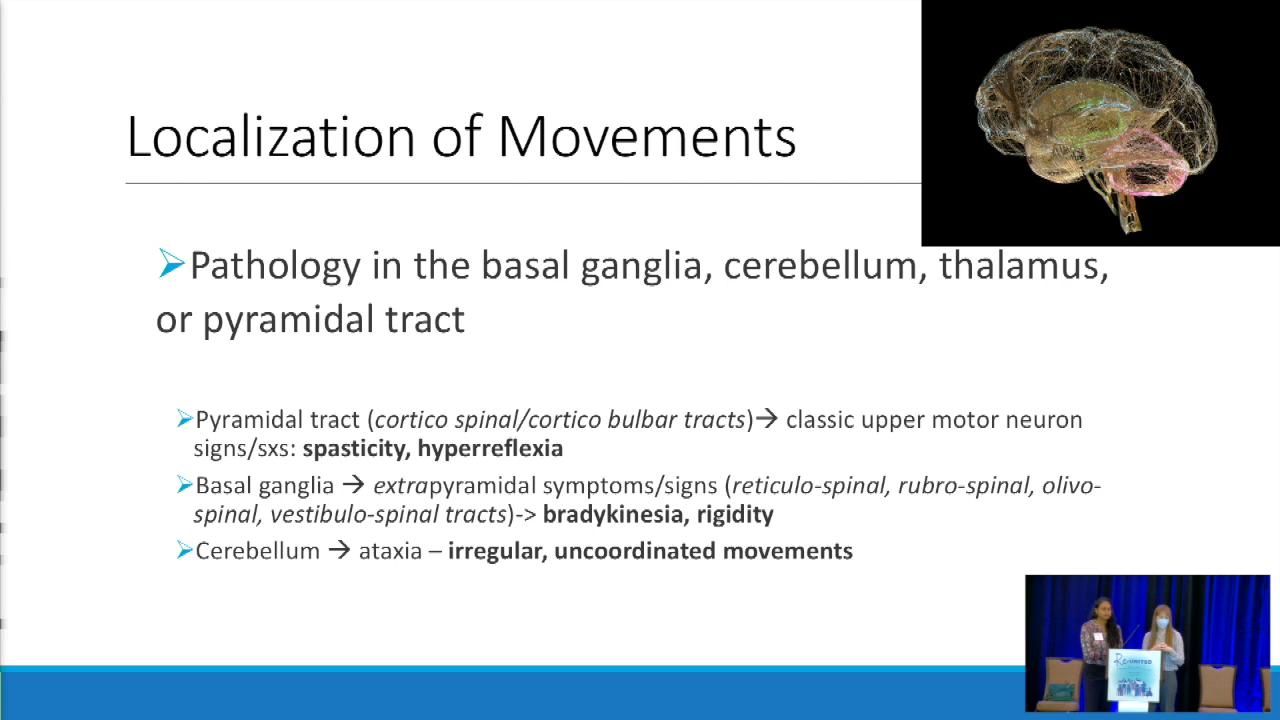 Localization of Movements
➢Pathology in the basal ganglia, cerebellum, thalamus,
or pyramidal tract
➢Pyramidal tract (cortico spinal/cortico bulbar tracts)→ classic upper motor neuron
signs/sxs: spasticity, hyperreflexia
➢Basal ganglia → extrapyramidal symptoms/signs (reticulo-spinal, rubro-spinal, olivo-
spinal, vestibulo-spinal tracts)-> bradykinesia, rigidity
➢Cerebellum → ataxia – irregular, uncoordinated movements
Re-UNITED